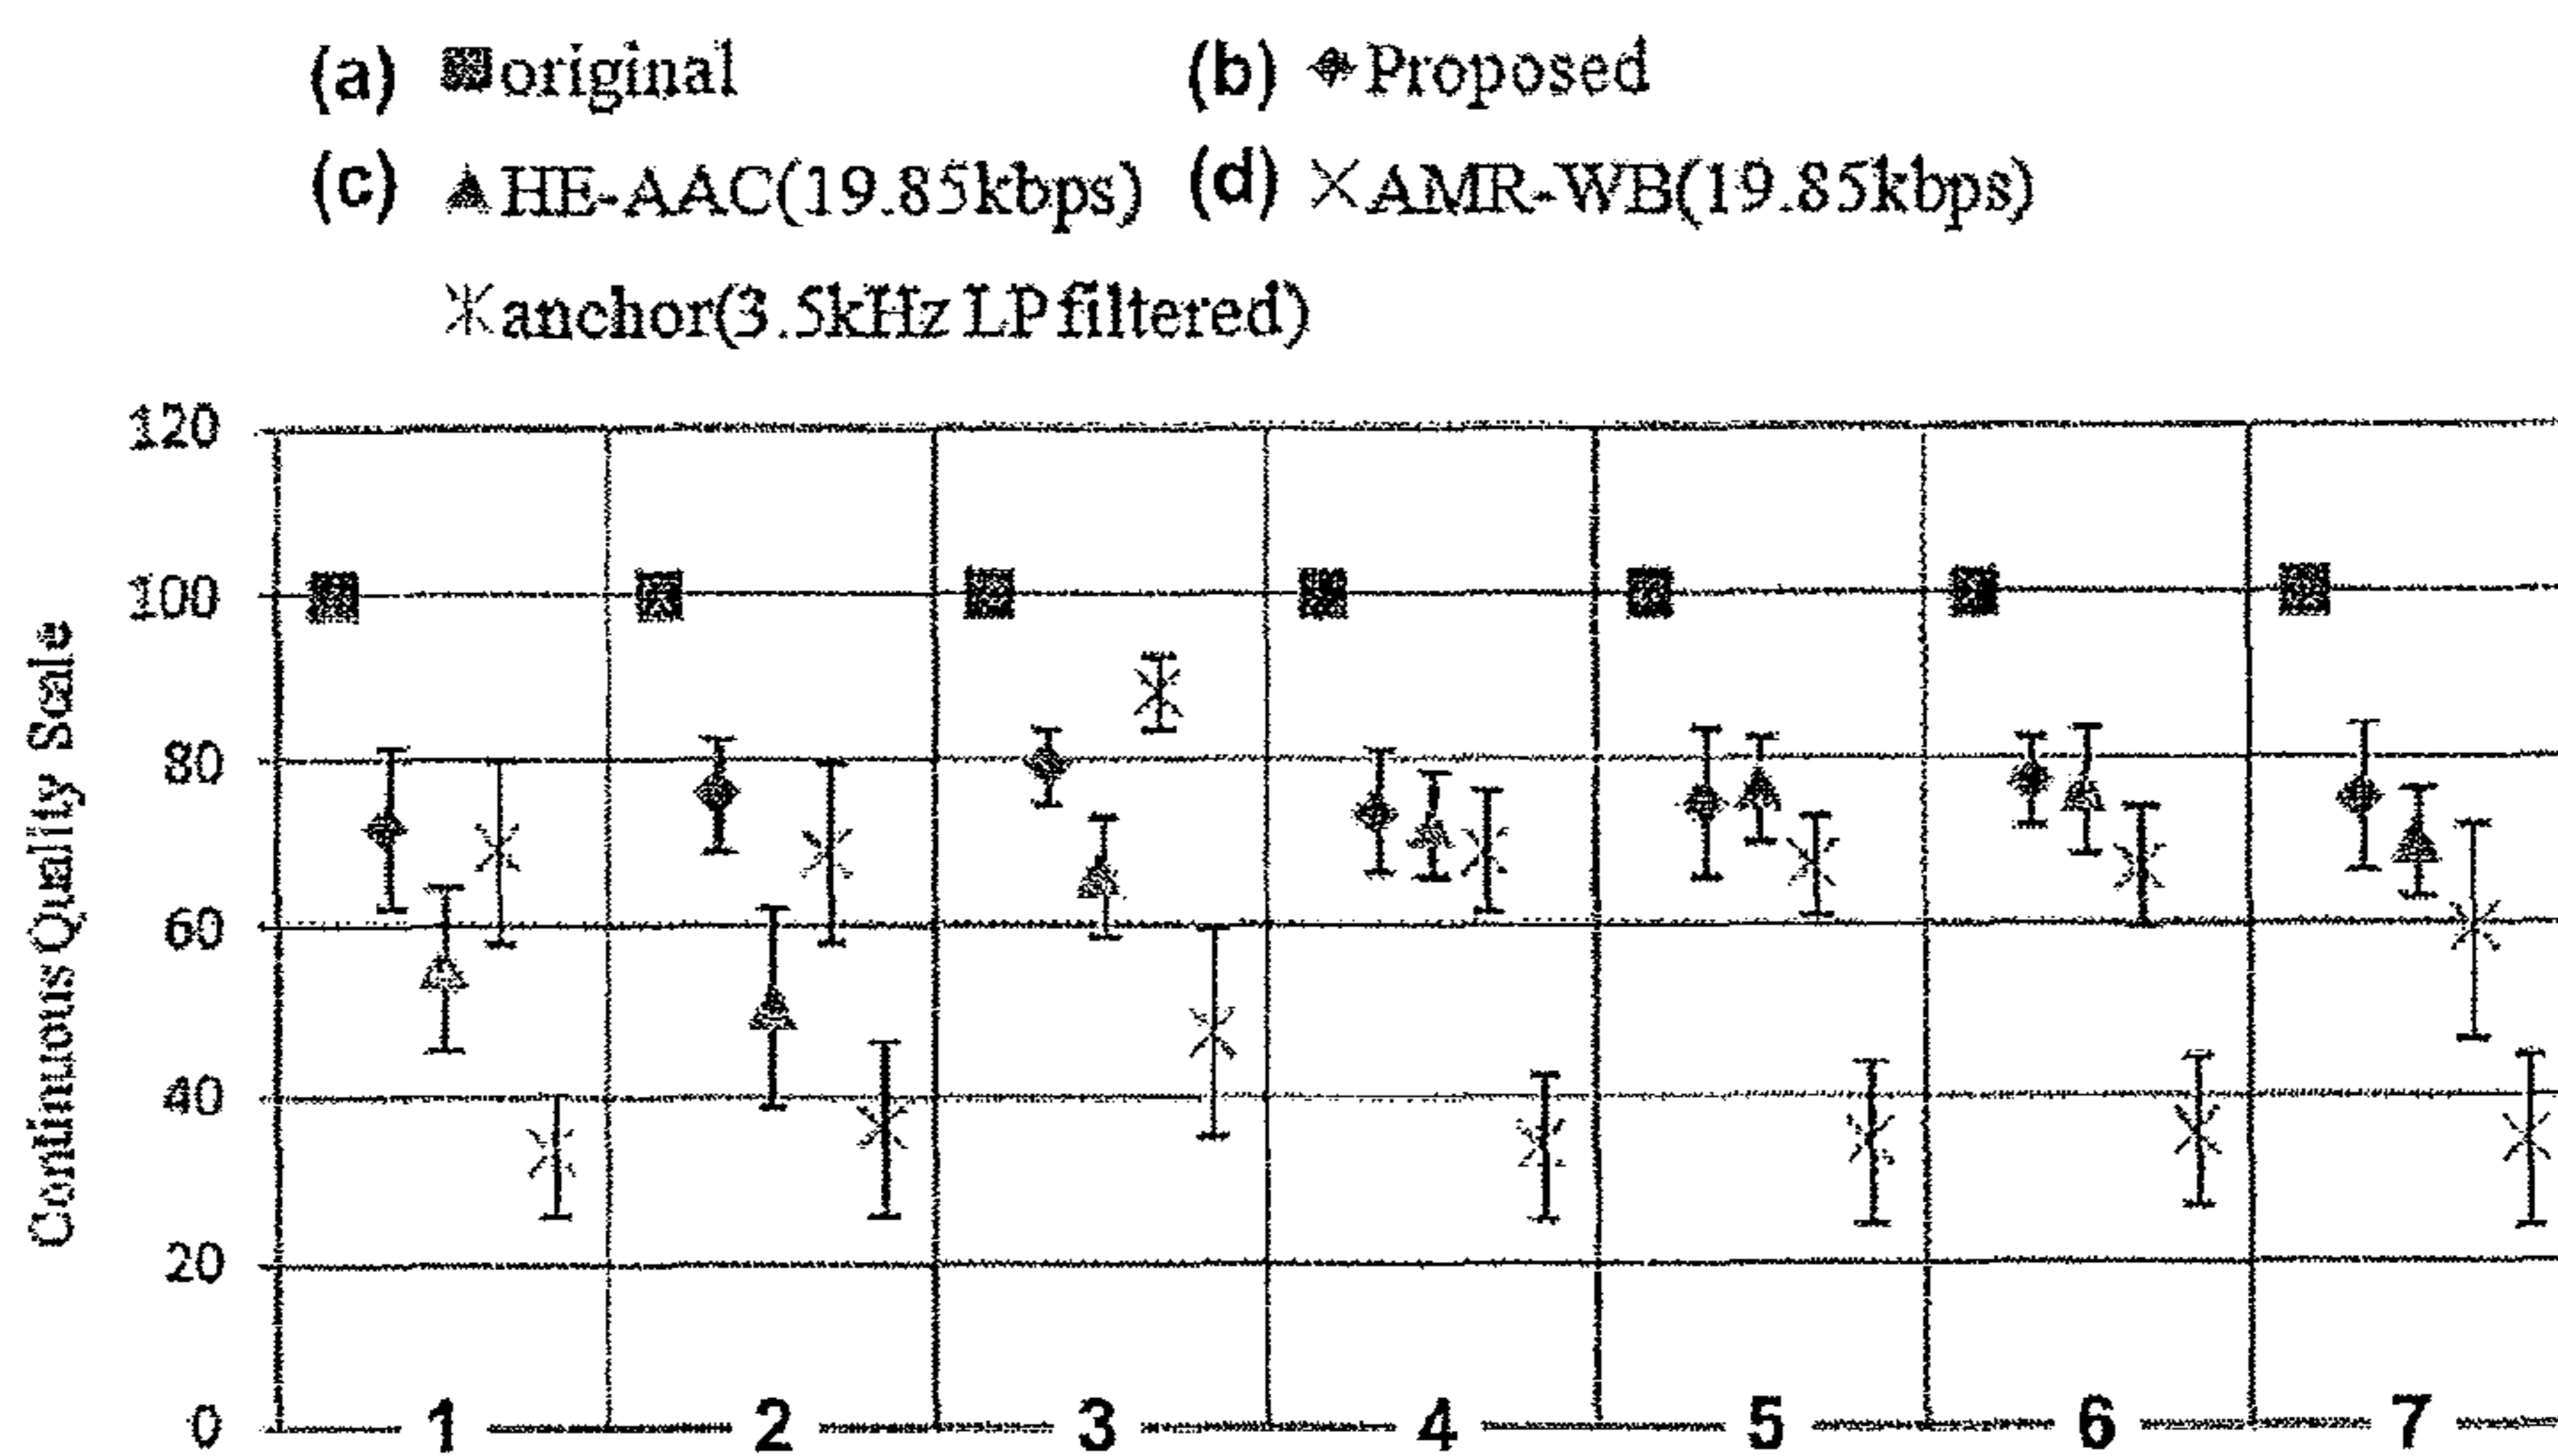 (a) original (b) Proposed
(c) HE-AAC(19.85kbps) (d) AMR-WB(19.85kbps)
anchor(3.5kHz LP filtered)
120
100
80
60
40
20
0
Continuous Quality Scale
1 2 3 4 5 6 7